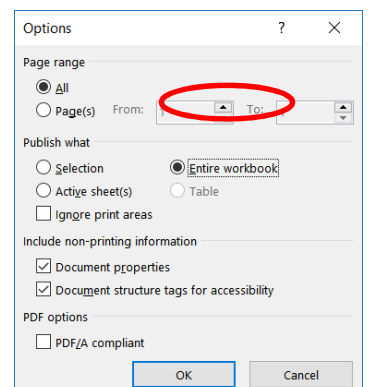 Options ?
Page range
All
Page(s) From: To:
Publish what
Selection Entire workbook
Active sheet(s) Table
Ignore print areas
Include non-printing information
Document properties
Document structure tags for accessibility
PDF options
PDF/A compliant
OK Cancel